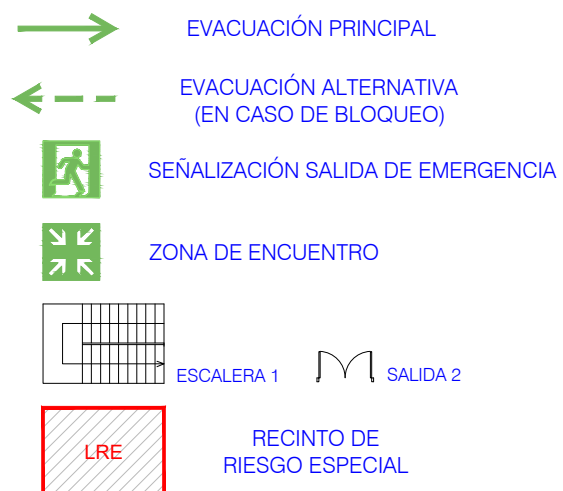 EVACUACIÓN PRINCIPAL
EVACUACIÓN ALTERNATIVA
(EN CASO DE BLOQUEO)
SEÑALIZACIÓN SALIDA DE EMERGENCIA
ZONA DE ENCUENTRO
ESCALERA 1
SALIDA 2
LRE
RECINTO DE
RIESGO ESPECIAL